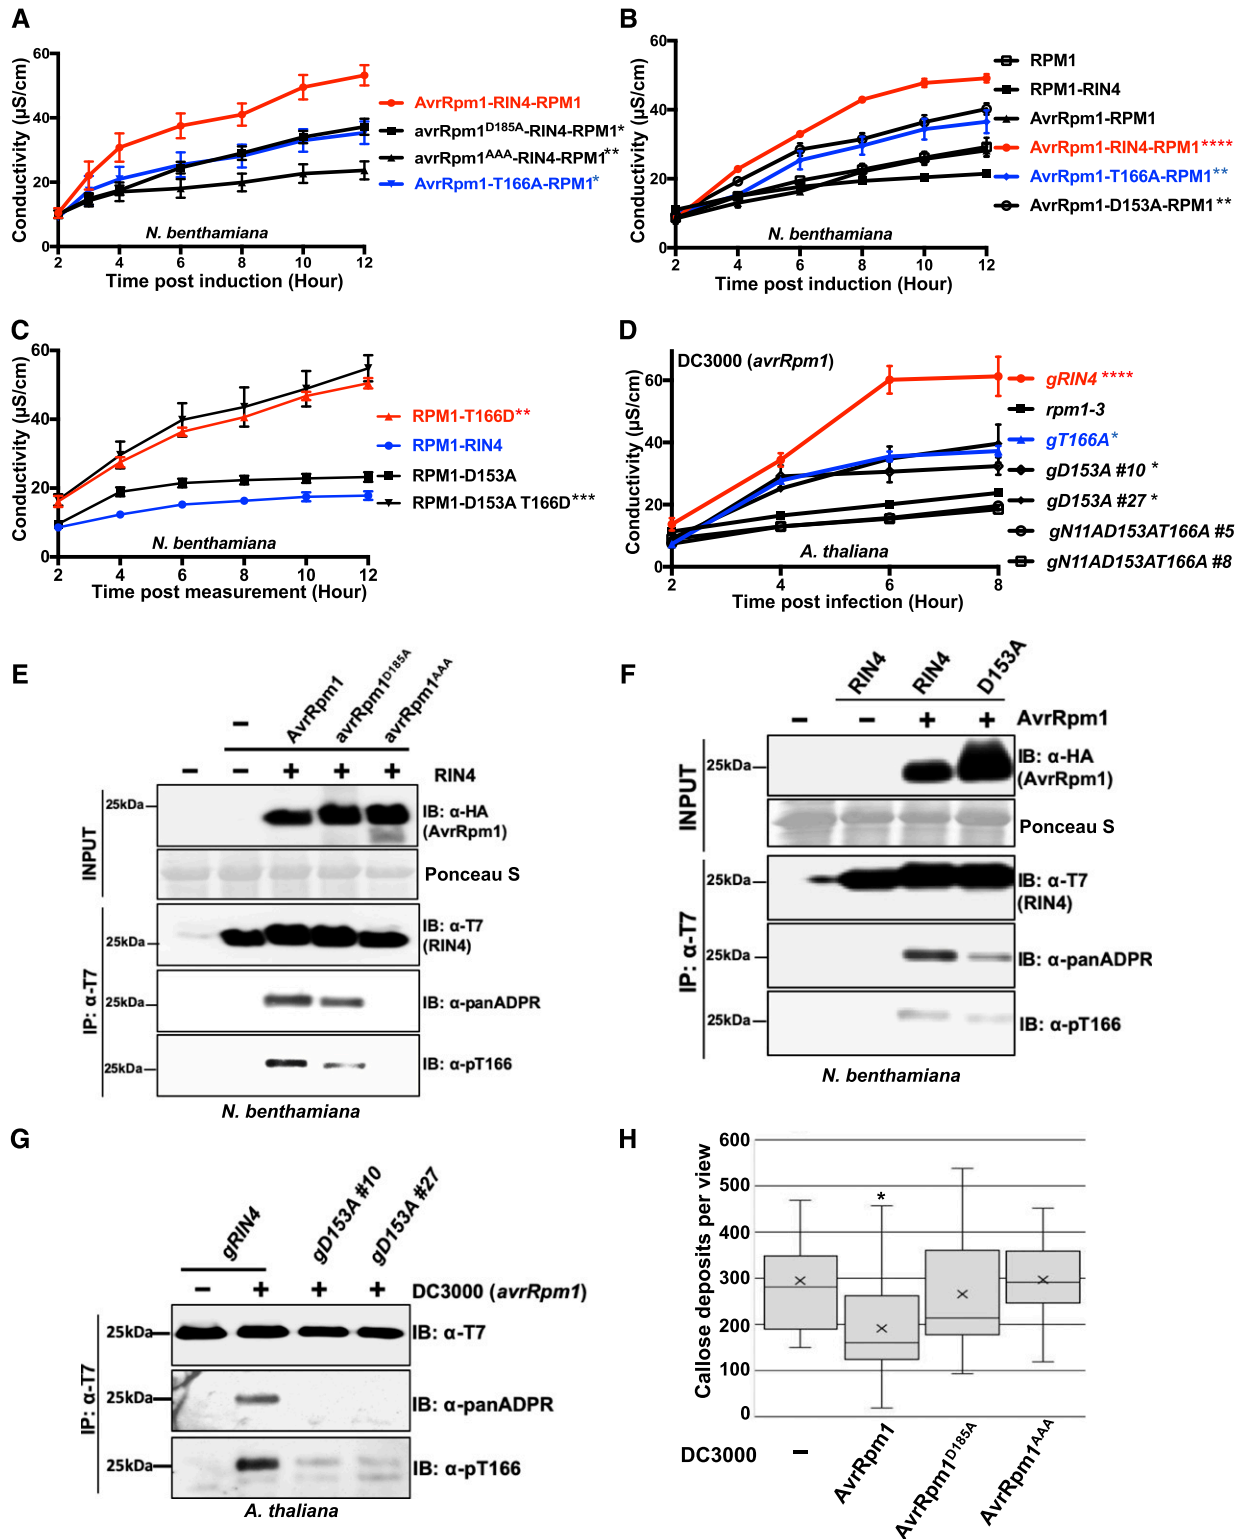 A
Conductivity (µS/cm)
60
40
20
0
2
4
6
8
10
12
N. benthamiana
Time post induction (Hour)
AvrRpm1-RIN4-RPM1
avrRpm1D185A-RIN4-RPM1*
avrRpm1AAA-RIN4-RPM1**
AvrRpm1-T166A-RPM1*
B
Conductivity (µS/cm)
60
40
20
0
2
4
6
8
10
12
N. benthamiana
Time post induction (Hour)
RPM1
RPM1-RIN4
AvrRpm1-RPM1
AvrRpm1-RIN4-RPM1****
AvrRpm1-T166A-RPM1**
AvrRpm1-D153A-RPM1**
C
Conductivity (µS/cm)
60
40
20
0
2
4
6
8
10
12
N. benthamiana
Time post measurement (Hour)
RPM1-T166D**
RPM1-RIN4
RPM1-D153A
RPM1-D153A T166D***
D
DC3000 (avrRpm1)
Conductivity (µS/cm)
60
40
20
0
2
4
6
8
A. thaliana
Time post infection (Hour)
gRIN4 ****
rpm1-3
gT166A*
gD153A #10 *
gD153A #27 *
gN11AD153AT166A #5
gN11AD153AT166A #8
E
– AvrRpm1 avrRpm1D185A avrRpm1AAA
– – + + + RIN4
INPUT
25kDa
IB: α-HA
(AvrRpm1)
Ponceau S
IP: α-T7
25kDa
IB: α-T7
(RIN4)
25kDa
IB: α-panADPR
25kDa
IB: α-pT166
N. benthamiana
F
RIN4 RIN4 D153A
– – + + AvrRpm1
INPUT
25kDa
IB: α-HA
(AvrRpm1)
Ponceau S
IP: α-T7
25kDa
IB: α-T7
(RIN4)
25kDa
IB: α-panADPR
25kDa
IB: α-pT166
N. benthamiana
G
gRIN4 gD153A #10 gD153A #27
– + + + DC3000 (avrRpm1)
IP: α-T7
25kDa
IB: α-T7
25kDa
IB: α-panADPR
25kDa
IB: α-pT166
A. thaliana
H
Callose deposits per view
600
500
400
300
200
100
0
*
DC3000
– AvrRpm1 AvrRpm1D185A AvrRpm1AAA